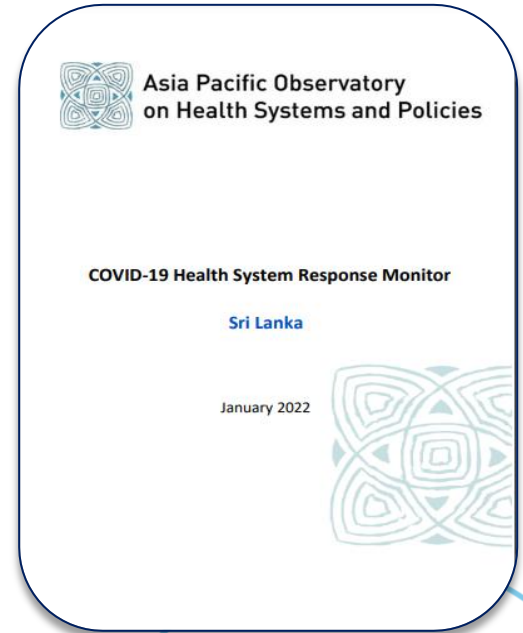 Asia Pacific Observatory
on Health Systems and Policies
COVID-19 Health System Response Monitor
Sri Lanka
January 2022